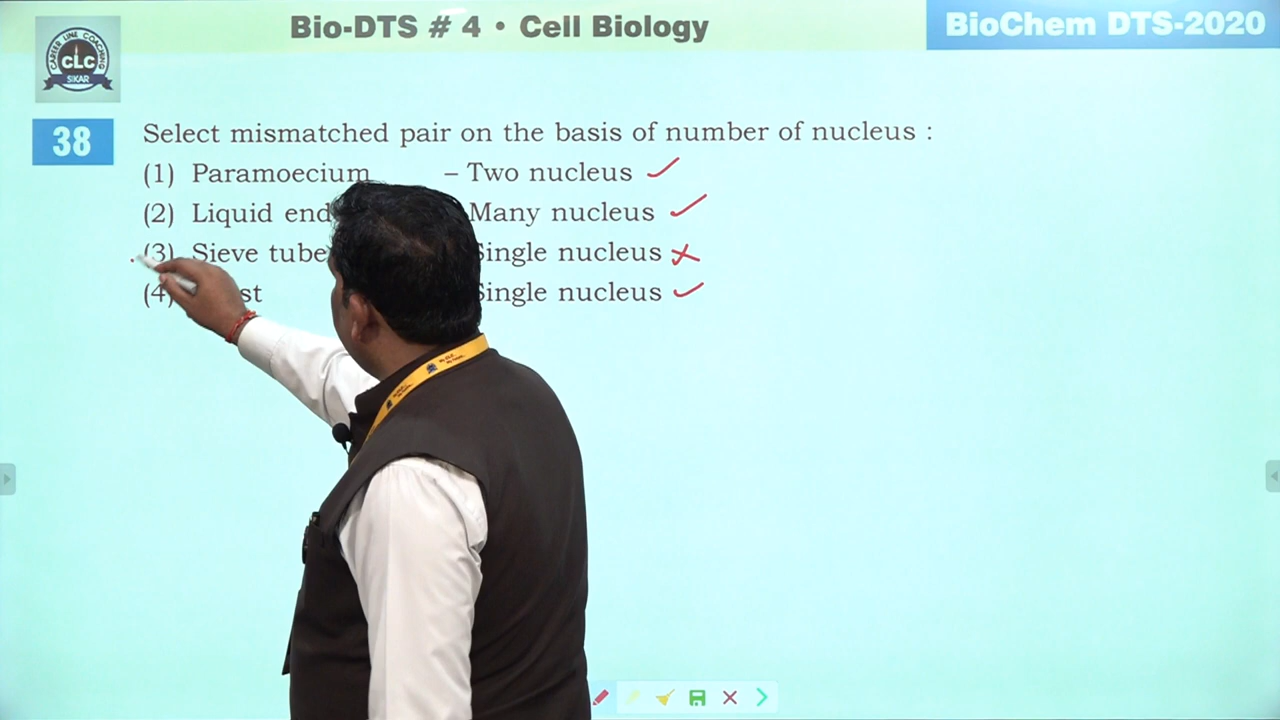 Bio-DTS # 4 • Cell Biology
BioChem DTS-2020
CAREER LINE COACHING
CLC
SIKAR
38
Select mismatched pair on the basis of number of nucleus :
(1) Paramoecium – Two nucleus
(2) Liquid end Many nucleus
(3) Sieve tube Single nucleus
(4) st Single nucleus